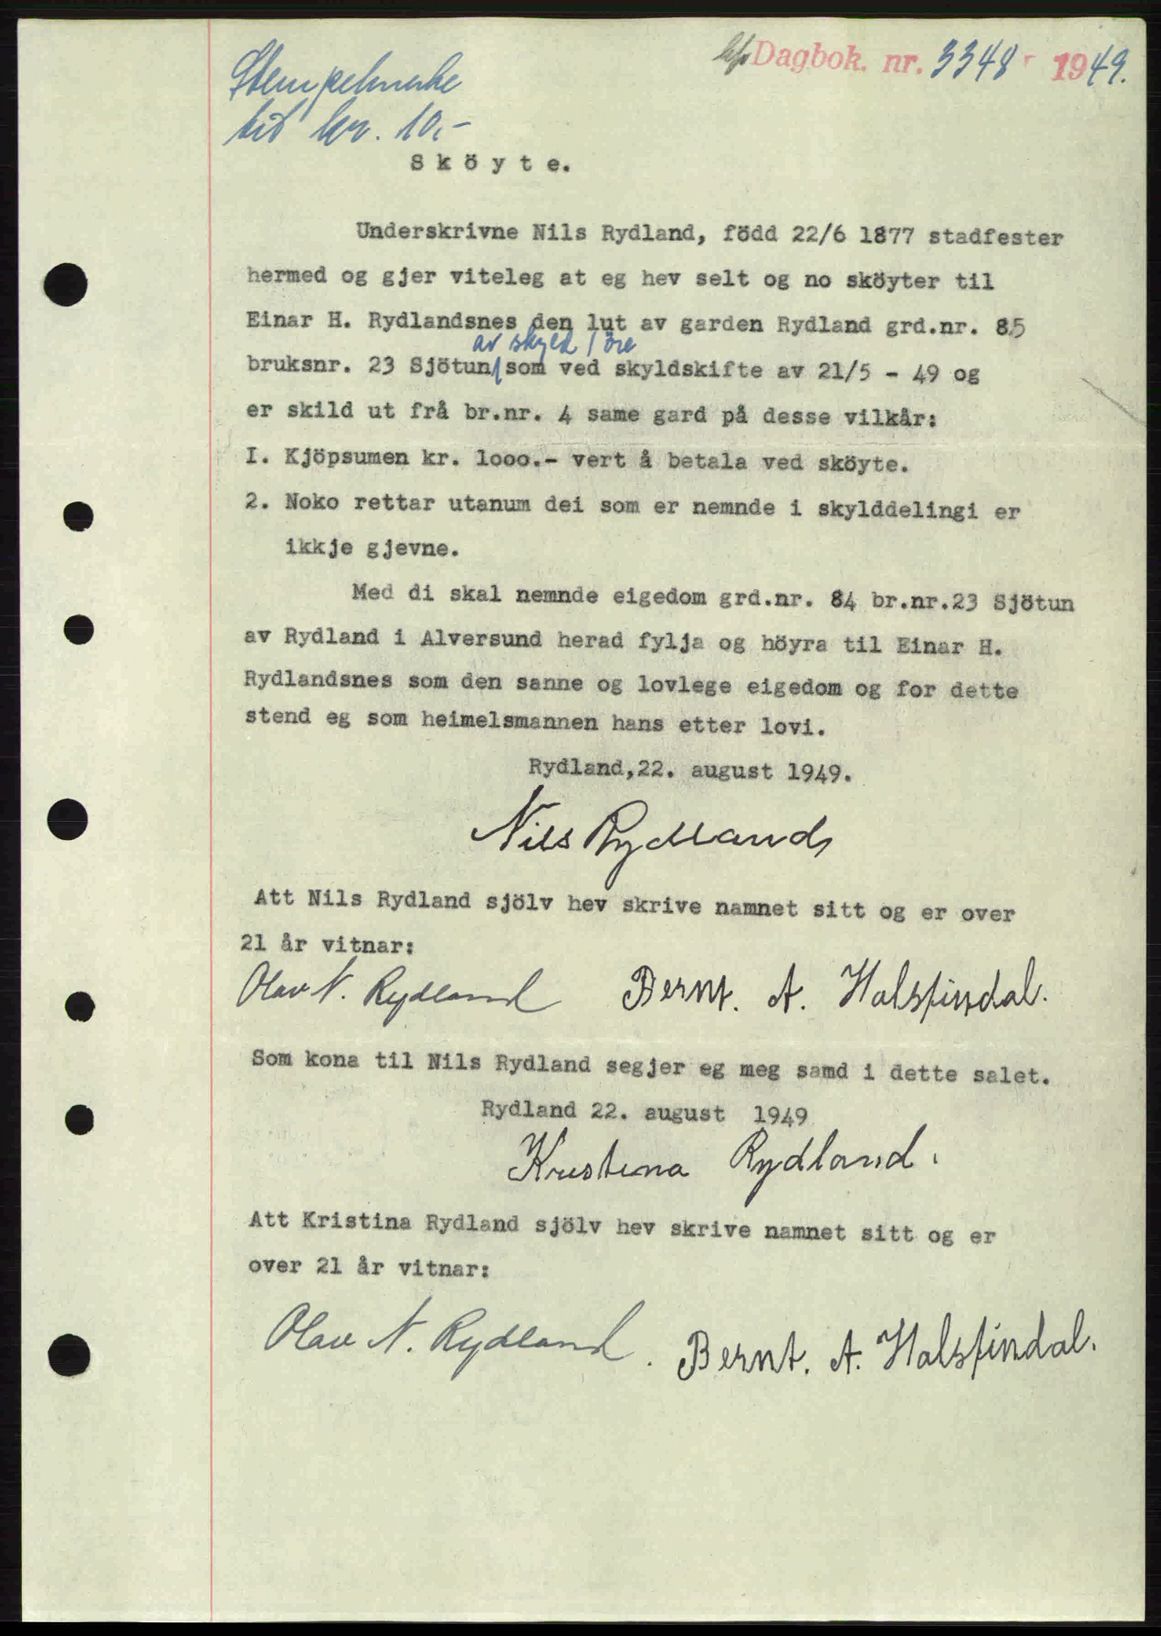 Dagbok. nr. 3348 - 1949.
Stempelmerke
til kr. 10,-
Sköyte.
Underskrivne Nils Rydland, född 22/6 1877 stadfester
hermed og gjer viteleg at eg hev selt og no sköyter til
Einar H. Rydlandsnes den lut av garden Rydland grd.nr. 85
av skyld 1 öre
bruksnr. 23 Sjötun/som ved skyldskifte av 21/5 - 49 og
er skild ut frå br.nr. 4 same gard på desse vilkår:
I. Kjöpsumen kr. looo.- vert å betala ved sköyte.
2. Noko rettar utanum dei som er nemnde i skylddelingi er
ikkje gjevne.
Med di skal nemnde eigedom grd.nr. 84 br.nr.23 Sjötun
av Rydland i Alversund herad fylja og höyra til Einar H.
Rydlandsnes som den sanne og lovlege eigedom og for dette
stend eg som heimelsmannen hans etter lovi.
Rydland,22. august 1949.
Nils Rydland
Att Nils Rydland sjölv hev skrive namnet sitt og er over
21 år vitnar:
Olav N. Rydland Bernt. A. Halsfindal.
Som kona til Nils Rydland segjer eg meg samd i dette salet.
Rydland 22. august 1949
Kristina Rydland.
Att Kristina Rydland sjölv hev skrive namnet sitt og er
over 21 år vitnar:
Olav N. Rydland. Bernt. A. Halsfindal.